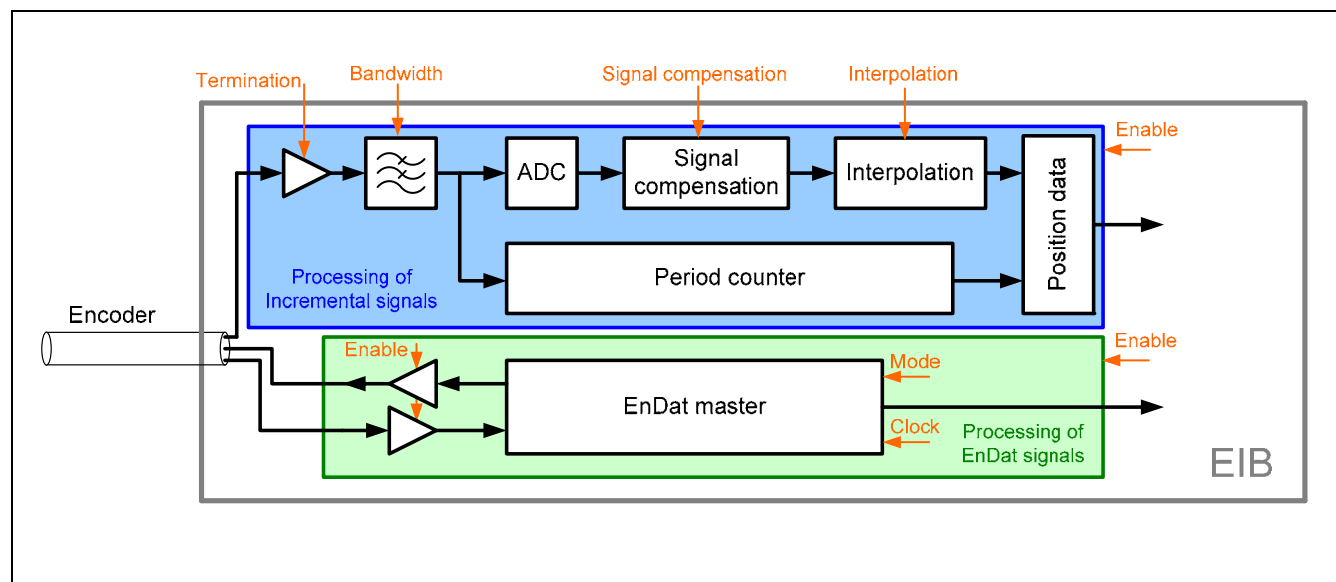 Termination
Bandwidth
Signal compensation
Interpolation
Enable
ADC
Signal
compensation
Interpolation
Position data
Period counter
Processing of
Incremental signals
Encoder
Enable
Enable
Mode
EnDat master
Clock
Processing of
EnDat signals
EIB